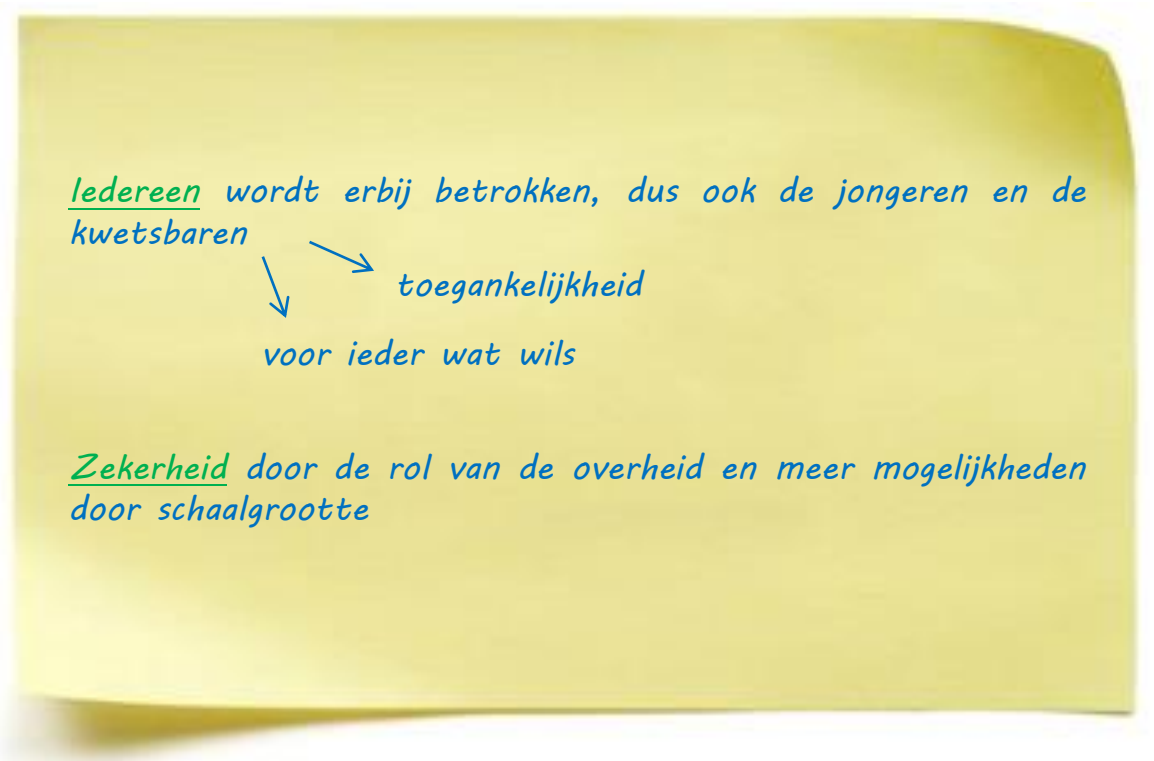 Iedereen wordt erbij betrokken, dus ook de jongeren en de
kwetsbaren
toegankelijkheid
voor ieder wat wils
Zekerheid door de rol van de overheid en meer mogelijkheden
door schaalgrootte